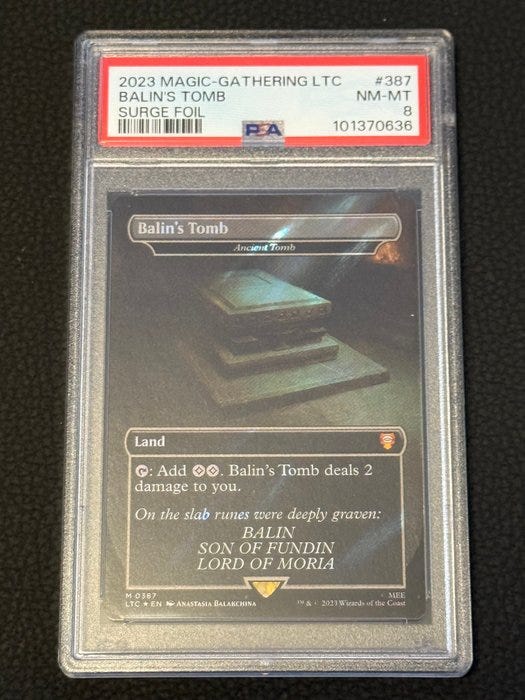 2023 MAGIC-GATHERING LTC #387
BALIN'S TOMB NM-MT
SURGE FOIL 8
PSA 101370636
Balin's Tomb
Ancient Tomb
Land
: Add . Balin's Tomb deals 2
damage to you.
On the slab runes were deeply graven:
BALIN
SON OF FUNDIN
LORD OF MORIA
M 0387 MEE
LTC ★ EN Anastasia Balakchina ™ & © 2023 Wizards of the Coast